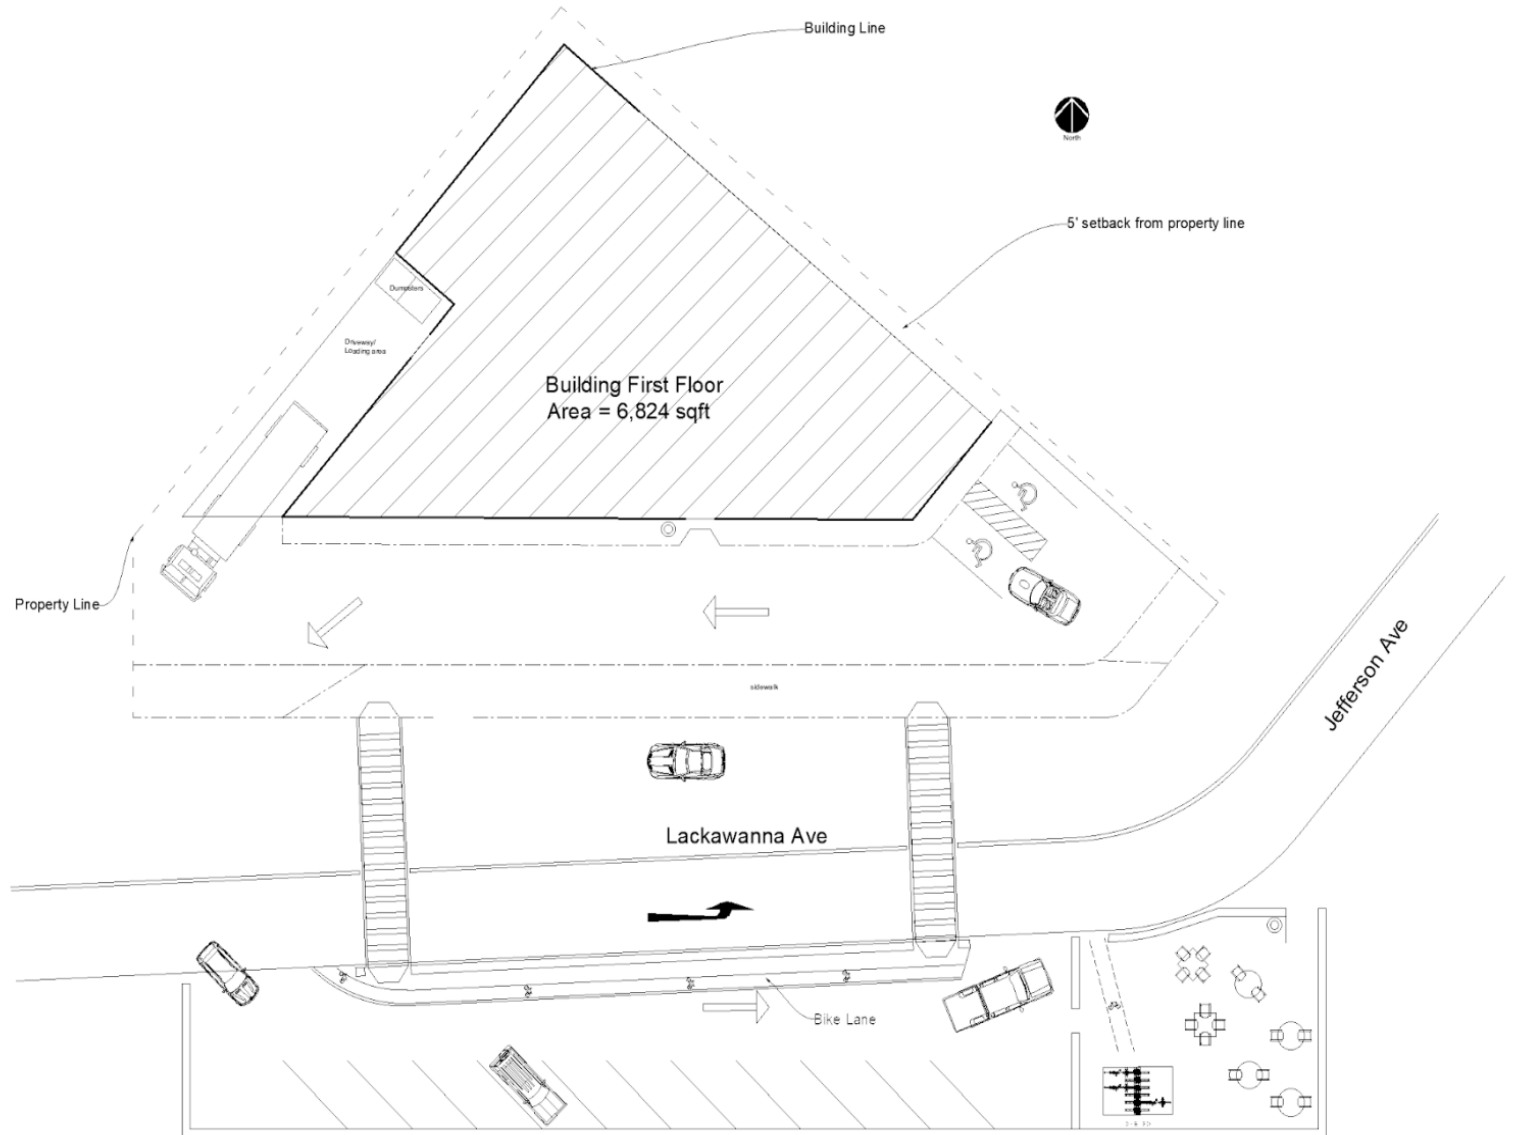 Building Line
North
5' setback from property line
Dumpsters
Driveway/
Loading area
Building First Floor
Area = 6,824 sqft
Property Line
Jefferson Ave
sidewalk
Lackawanna Ave
Bike Lane